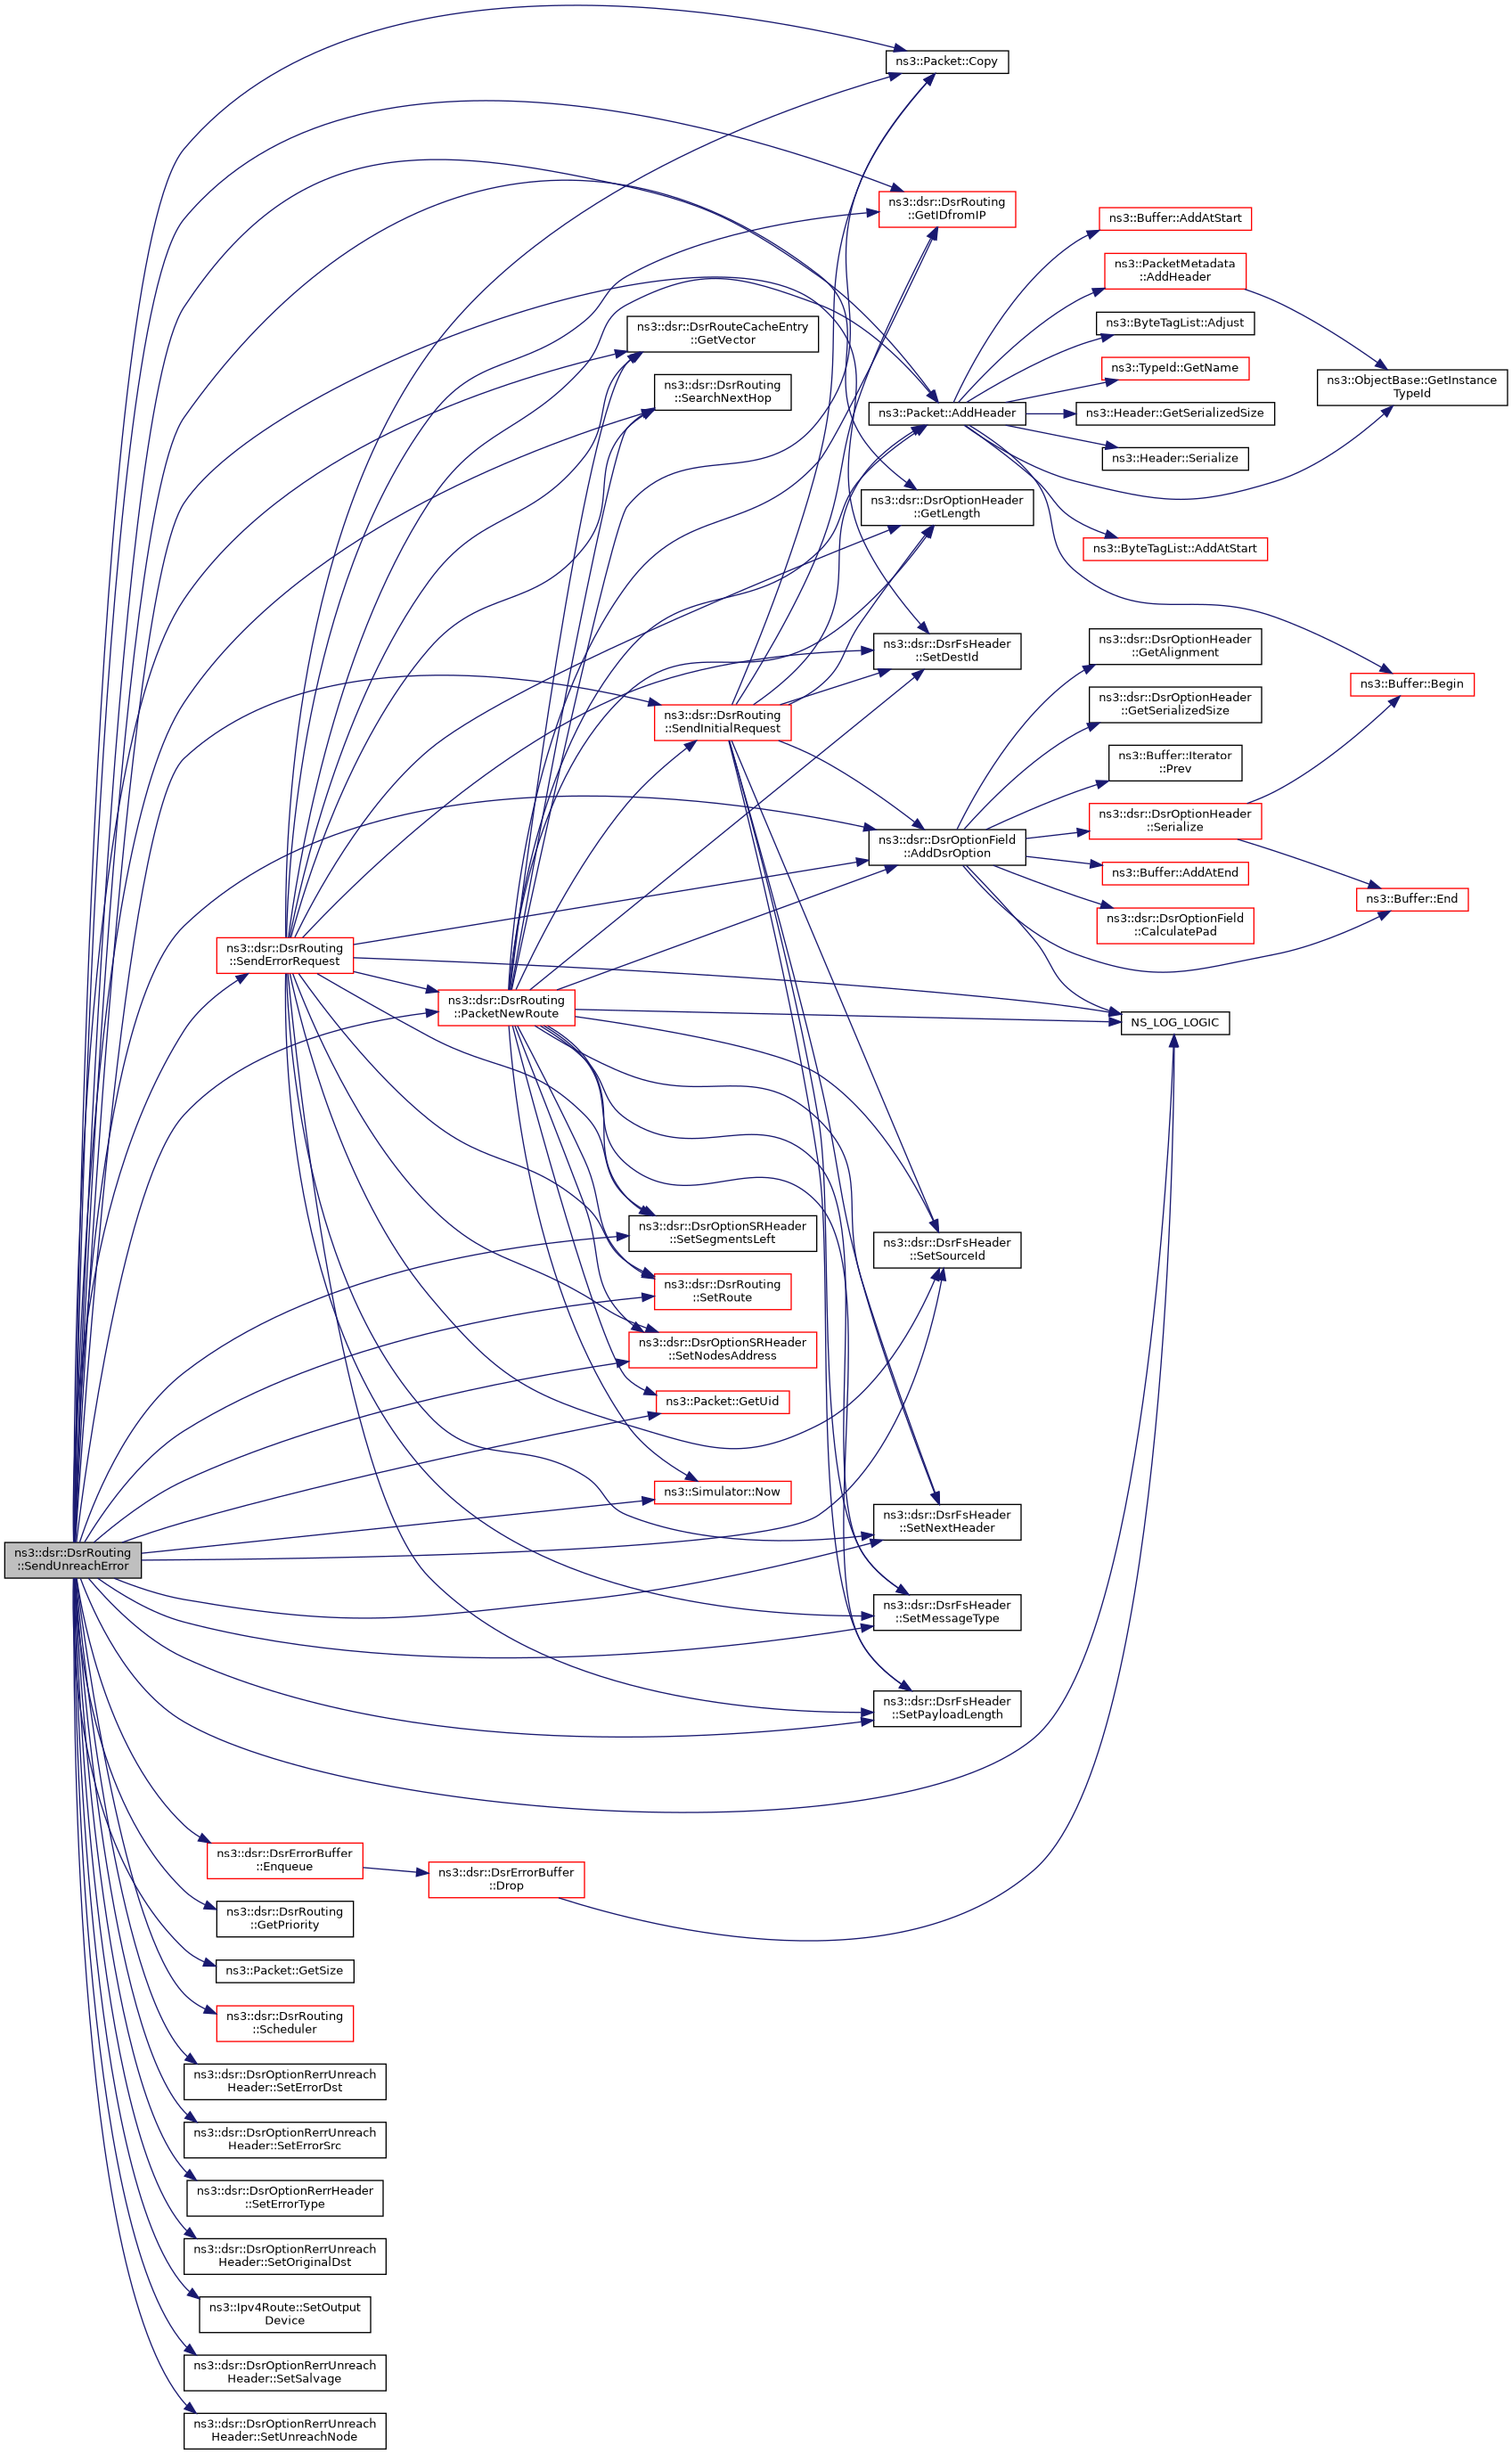 ns3::Packet::Copy
ns3::dsr::DsrRouting
::GetIDfromIP
ns3::Buffer::AddAtStart
ns3::PacketMetadata
::AddHeader
ns3::ByteTagList::Adjust
ns3::dsr::DsrRouteCacheEntry
::GetVector
ns3::TypeId::GetName
ns3::ObjectBase::GetInstance
TypeId
ns3::dsr::DsrRouting
::SearchNextHop
ns3::Packet::AddHeader
ns3::Header::GetSerializedSize
ns3::Header::Serialize
ns3::dsr::DsrOptionHeader
::GetLength
ns3::ByteTagList::AddAtStart
ns3::dsr::DsrFsHeader
::SetDestId
ns3::dsr::DsrOptionHeader
::GetAlignment
ns3::Buffer::Begin
ns3::dsr::DsrRouting
::SendInitialRequest
ns3::dsr::DsrOptionHeader
::GetSerializedSize
ns3::Buffer::Iterator
::Prev
ns3::dsr::DsrOptionHeader
::Serialize
ns3::dsr::DsrOptionField
::AddDsrOption
ns3::Buffer::AddAtEnd
ns3::Buffer::End
ns3::dsr::DsrOptionField
::CalculatePad
ns3::dsr::DsrRouting
::SendErrorRequest
ns3::dsr::DsrRouting
::PacketNewRoute
NS_LOG_LOGIC
ns3::dsr::DsrOptionSRHeader
::SetSegmentsLeft
ns3::dsr::DsrFsHeader
::SetSourceId
ns3::dsr::DsrRouting
::SetRoute
ns3::dsr::DsrOptionSRHeader
::SetNodesAddress
ns3::Packet::GetUid
ns3::Simulator::Now
ns3::dsr::DsrFsHeader
::SetNextHeader
ns3::dsr::DsrRouting
::SendUnreachError
ns3::dsr::DsrFsHeader
::SetMessageType
ns3::dsr::DsrFsHeader
::SetPayloadLength
ns3::dsr::DsrErrorBuffer
::Enqueue
ns3::dsr::DsrErrorBuffer
::Drop
ns3::dsr::DsrRouting
::GetPriority
ns3::Packet::GetSize
ns3::dsr::DsrRouting
::Scheduler
ns3::dsr::DsrOptionRerrUnreach
Header::SetErrorDst
ns3::dsr::DsrOptionRerrUnreach
Header::SetErrorSrc
ns3::dsr::DsrOptionRerrHeader
::SetErrorType
ns3::dsr::DsrOptionRerrUnreach
Header::SetOriginalDst
ns3::Ipv4Route::SetOutput
Device
ns3::dsr::DsrOptionRerrUnreach
Header::SetSalvage
ns3::dsr::DsrOptionRerrUnreach
Header::SetUnreachNode